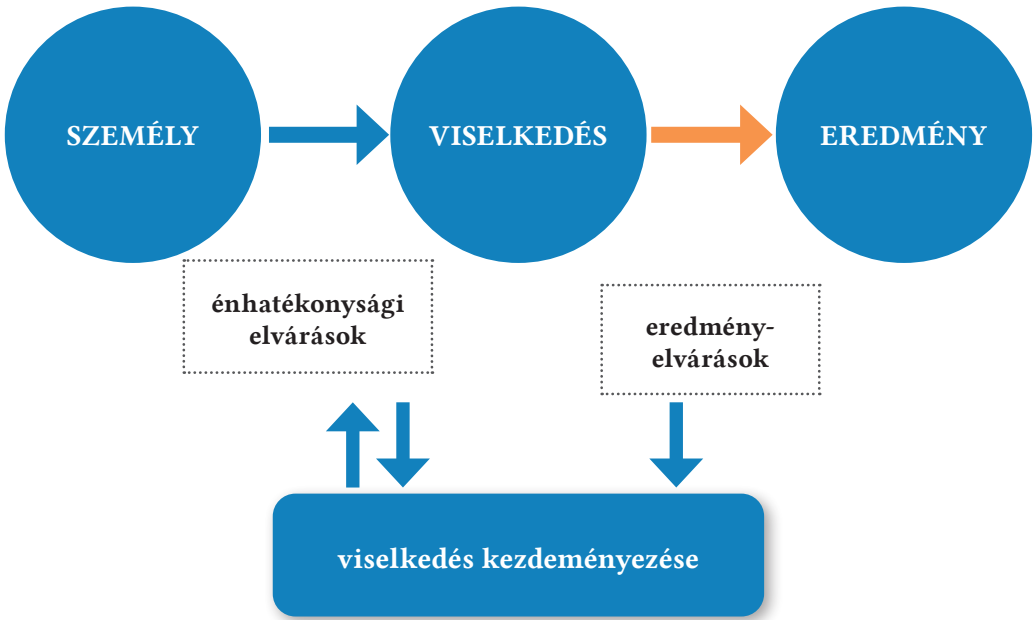 SZEMÉLY
VISELKEDÉS
EREDMÉNY
énhatékonysági
elvárások
eredmény-
elvárások
viselkedés kezdeményezése